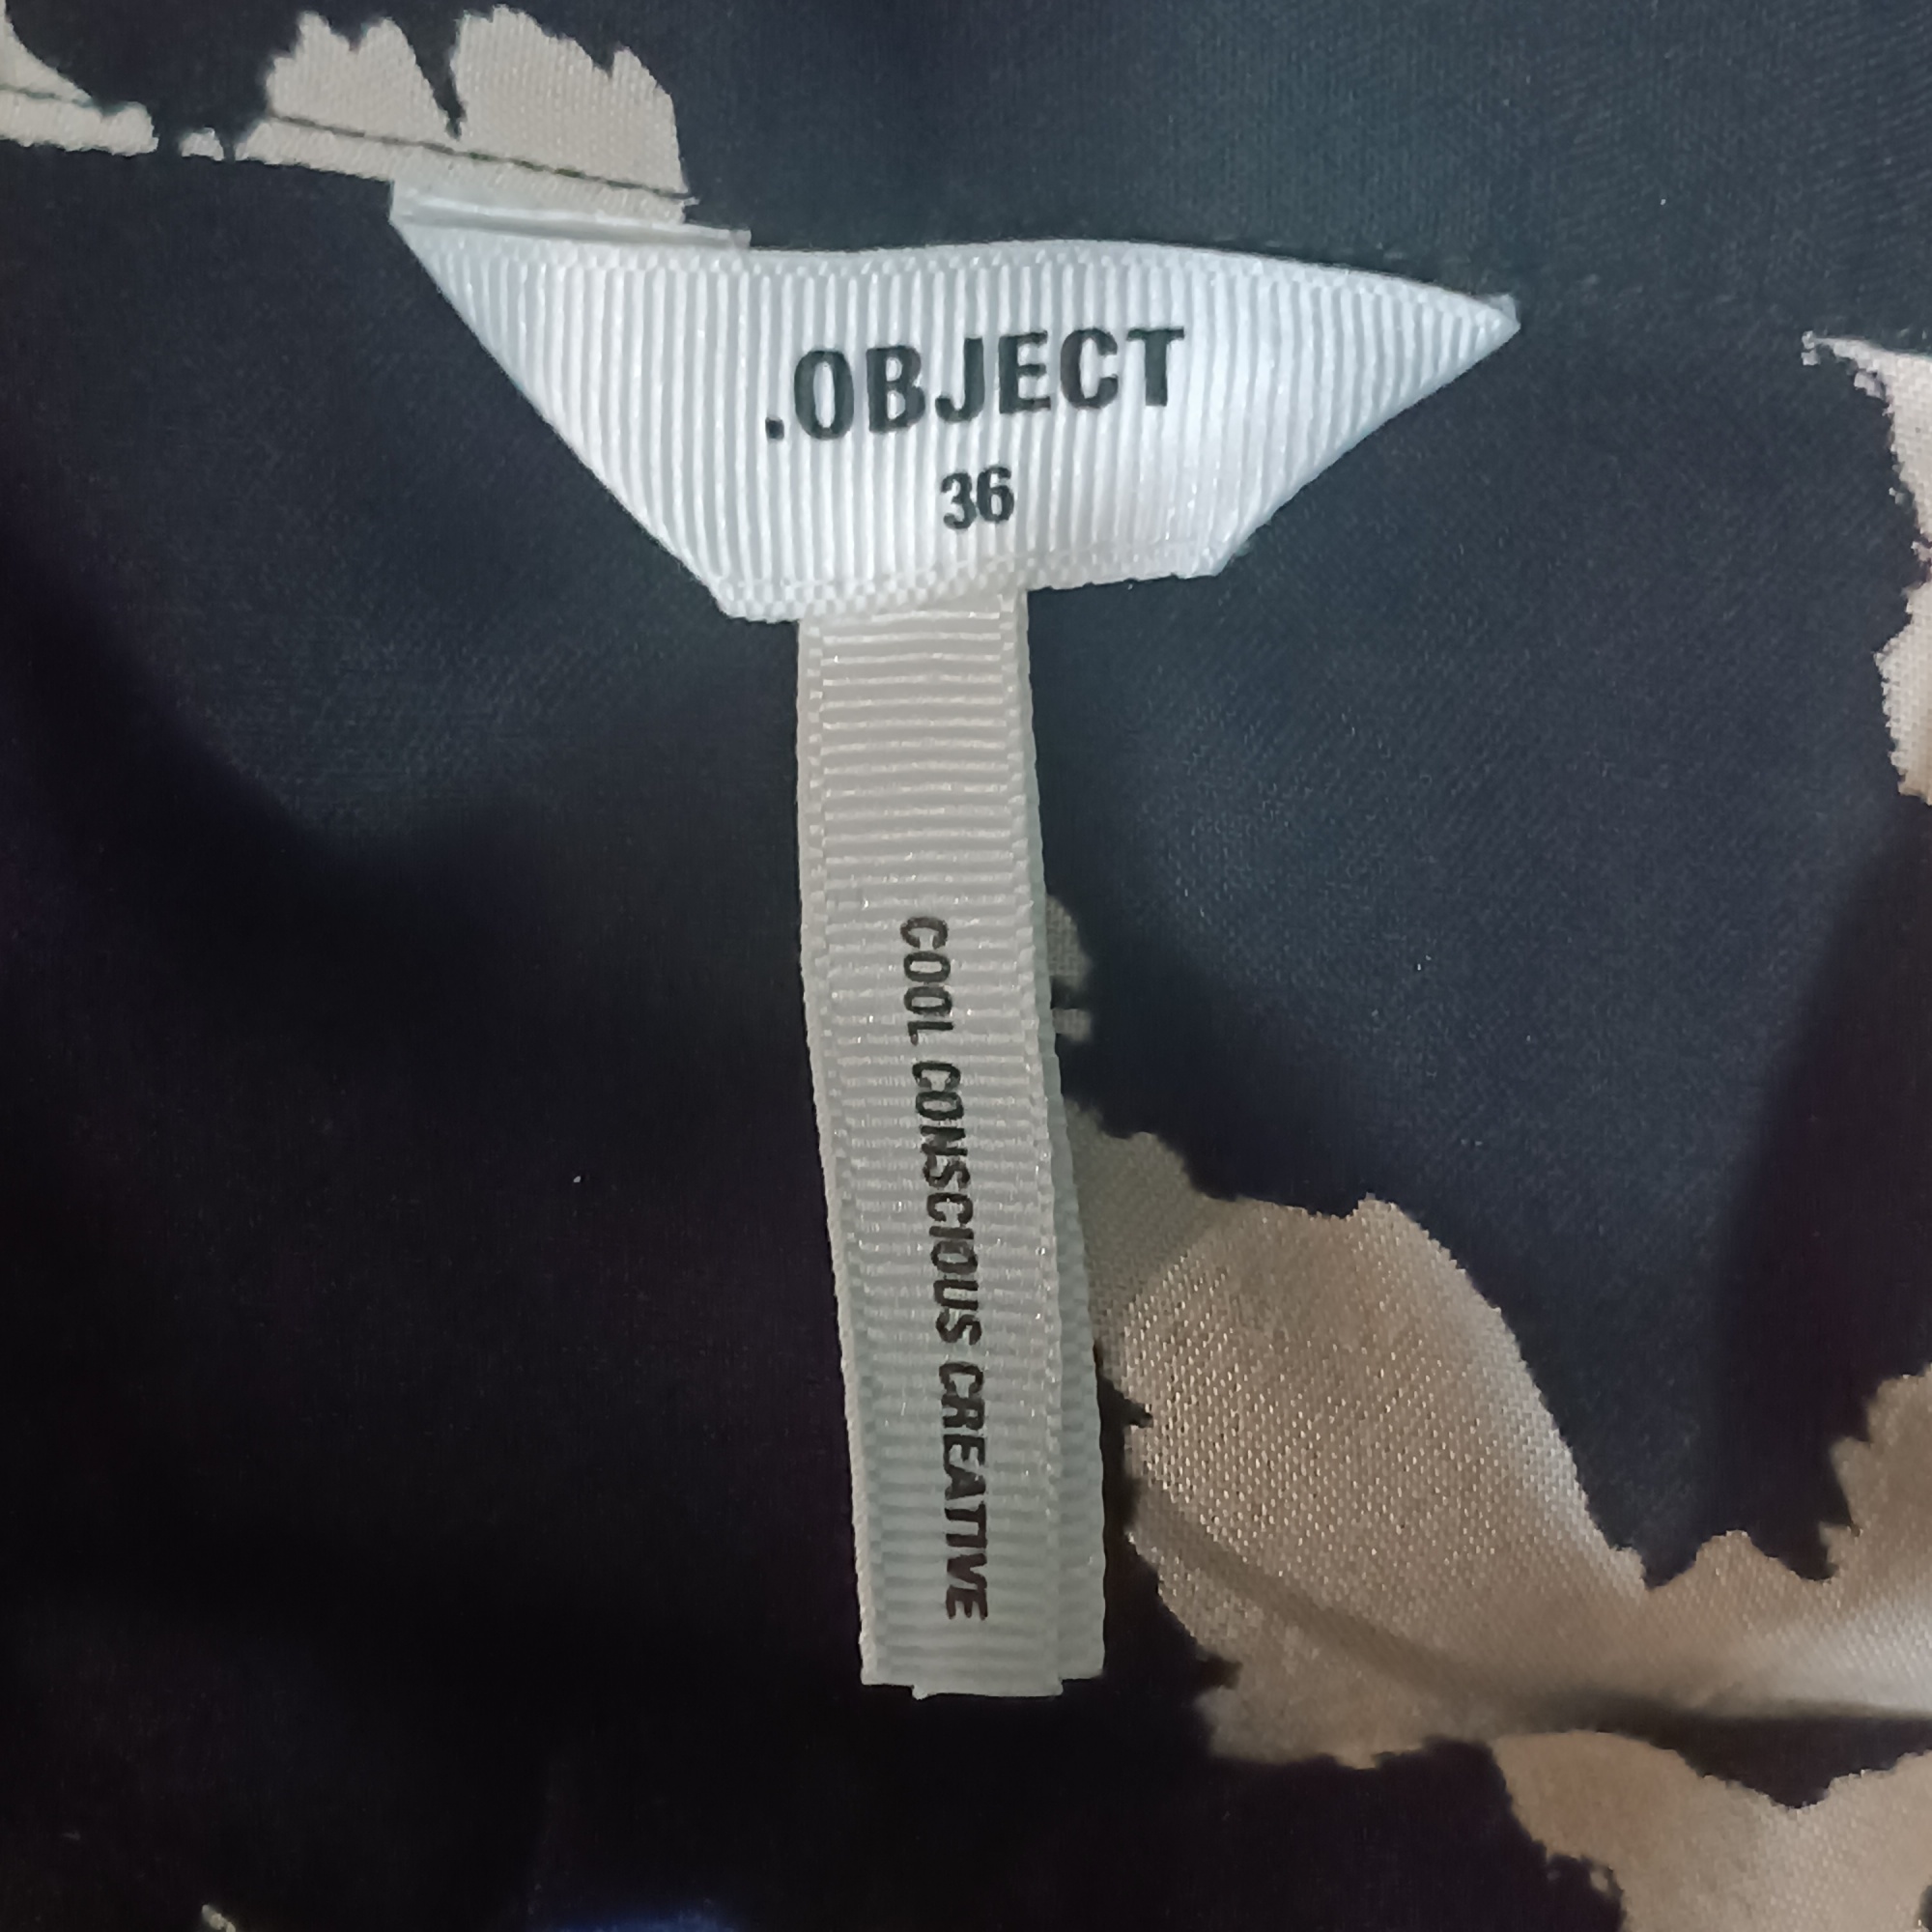 .OBJECT
36
COOL CONSCIOUS CREATIVE